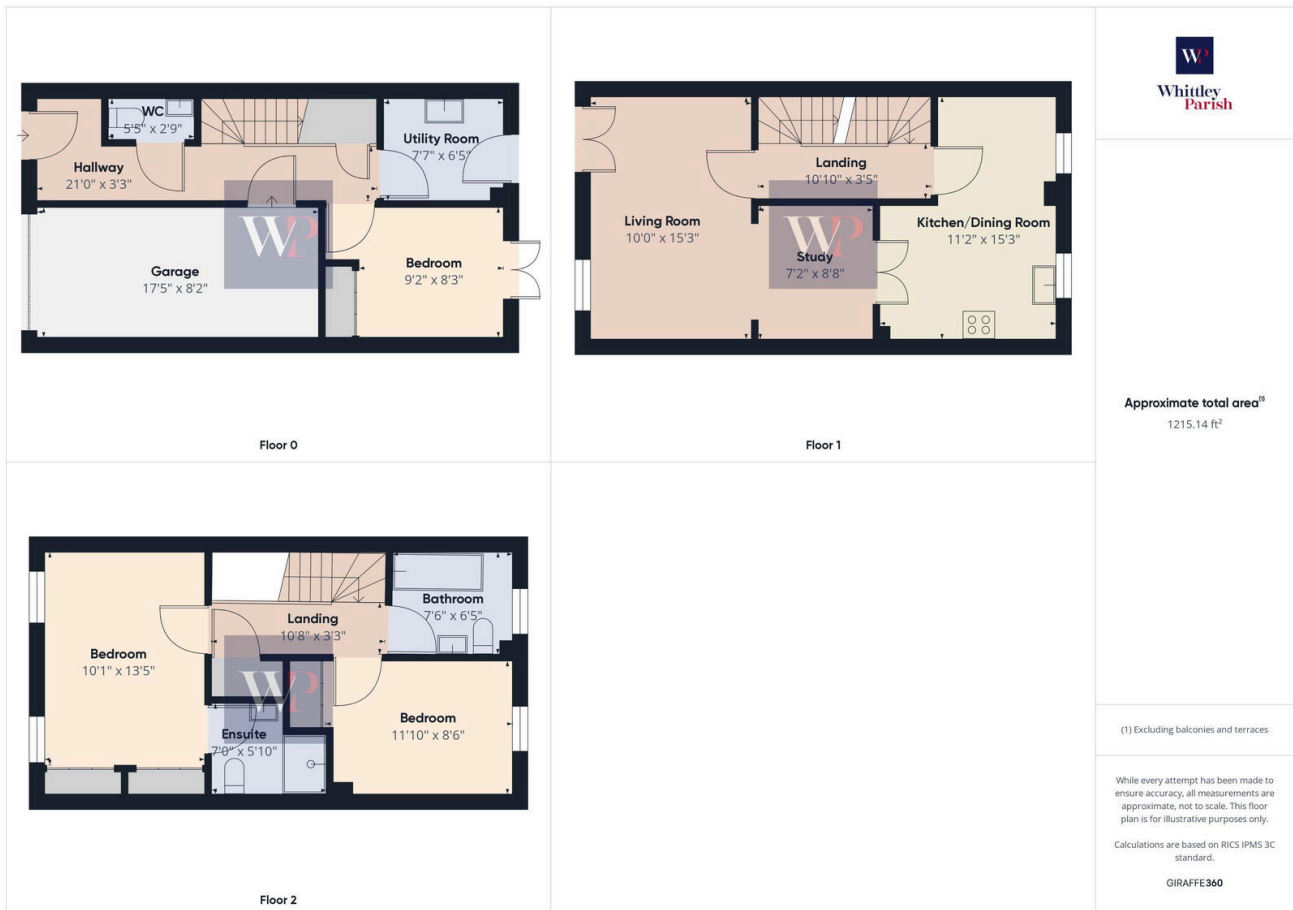 WC
5'5" x 2'9"
Hallway
21'0" x 3'3"
Utility Room
7'7" x 6'5"
Garage
17'5" x 8'2"
WP
Bedroom
9'2" x 8'3"
Floor 0
Living Room
10'0" x 15'3"
Landing
10'10" x 3'5"
WP
Study
7'2" x 8'8"
Kitchen/Dining Room
11'2" x 15'3"
Floor 1
Bedroom
10'1" x 13'5"
Landing
10'8" x 3'3"
Bathroom
7'6" x 6'5"
WP
Ensuite
7'0" x 5'10"
Bedroom
11'10" x 8'6"
Floor 2
WP
Whittley
Parish
Approximate total area(1)
1215.14 ft²
(1) Excluding balconies and terraces
While every attempt has been made to
ensure accuracy, all measurements are
approximate, not to scale. This floor
plan is for illustrative purposes only.
Calculations are based on RICS IPMS 3C
standard.
GIRAFFE360